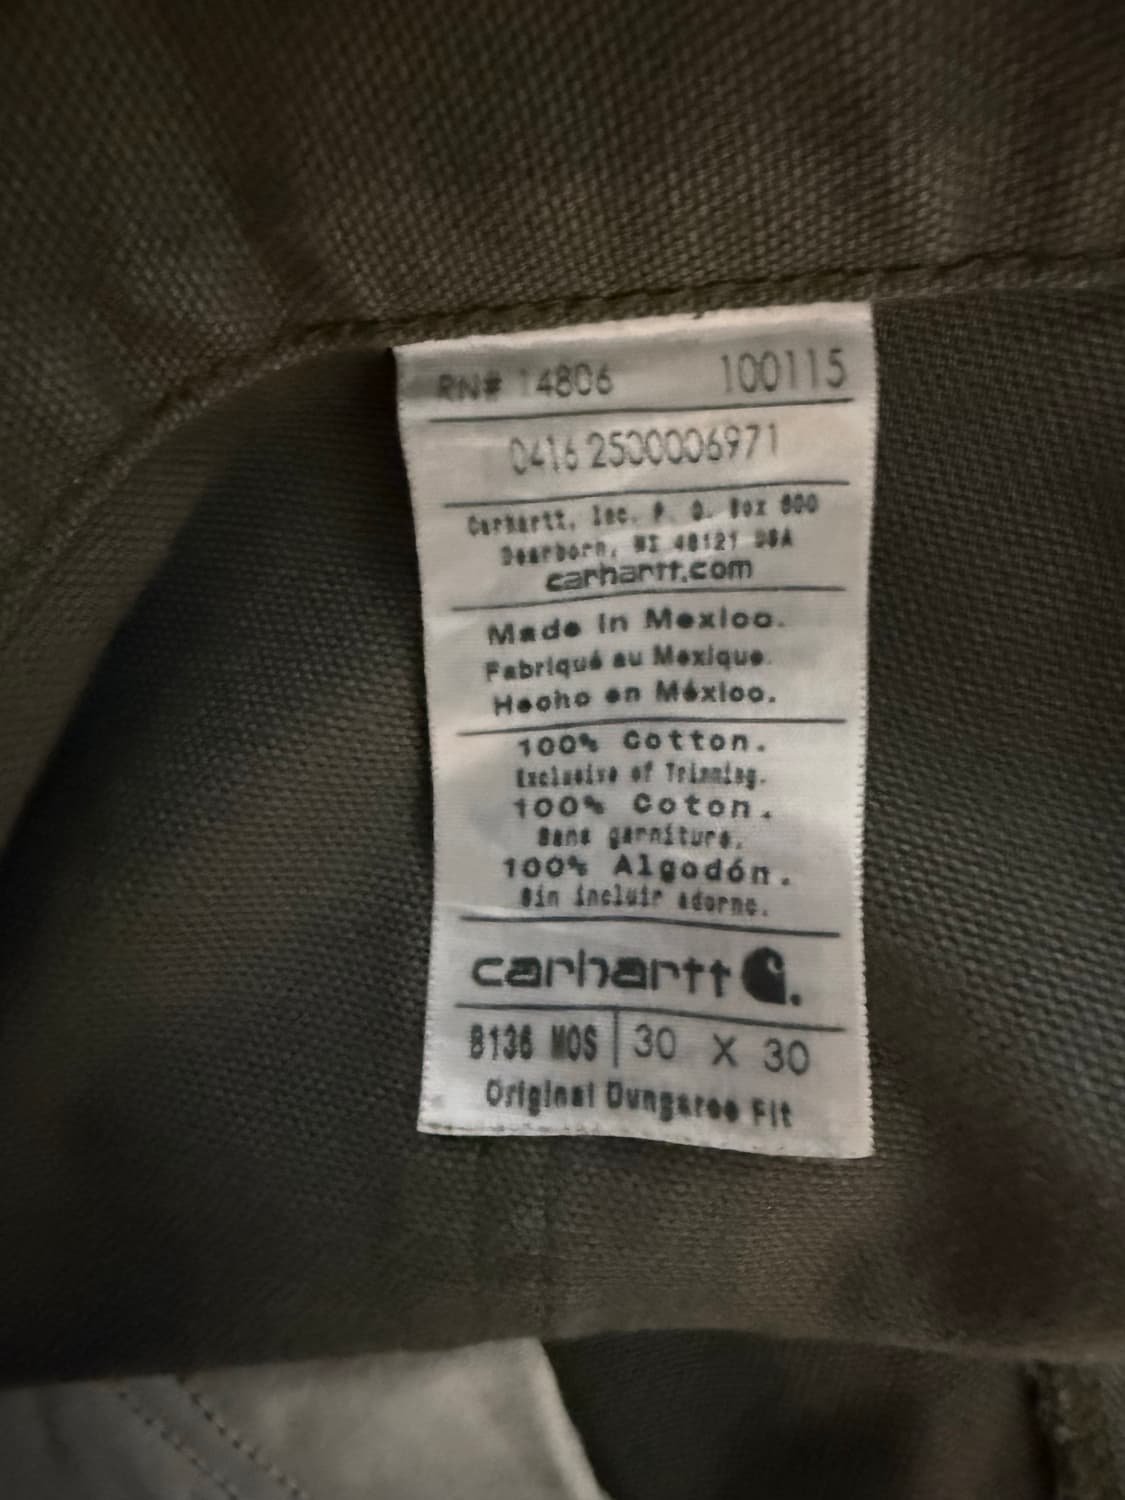 RN# 14806 100115
0416 2500006971
Carhartt, Inc. P. O. Box 600
Dearborn, MI 48121 USA
carhartt.com
Made in Mexico.
Fabriqué au Mexique.
Hecho en México.
100% Cotton.
Exclusive of Trimming.
100% Coton.
Sans garniture.
100% Algodón.
Sin incluir adorno.
carhartt
B136 MOS 30 X 30
Original Dungaree Fit